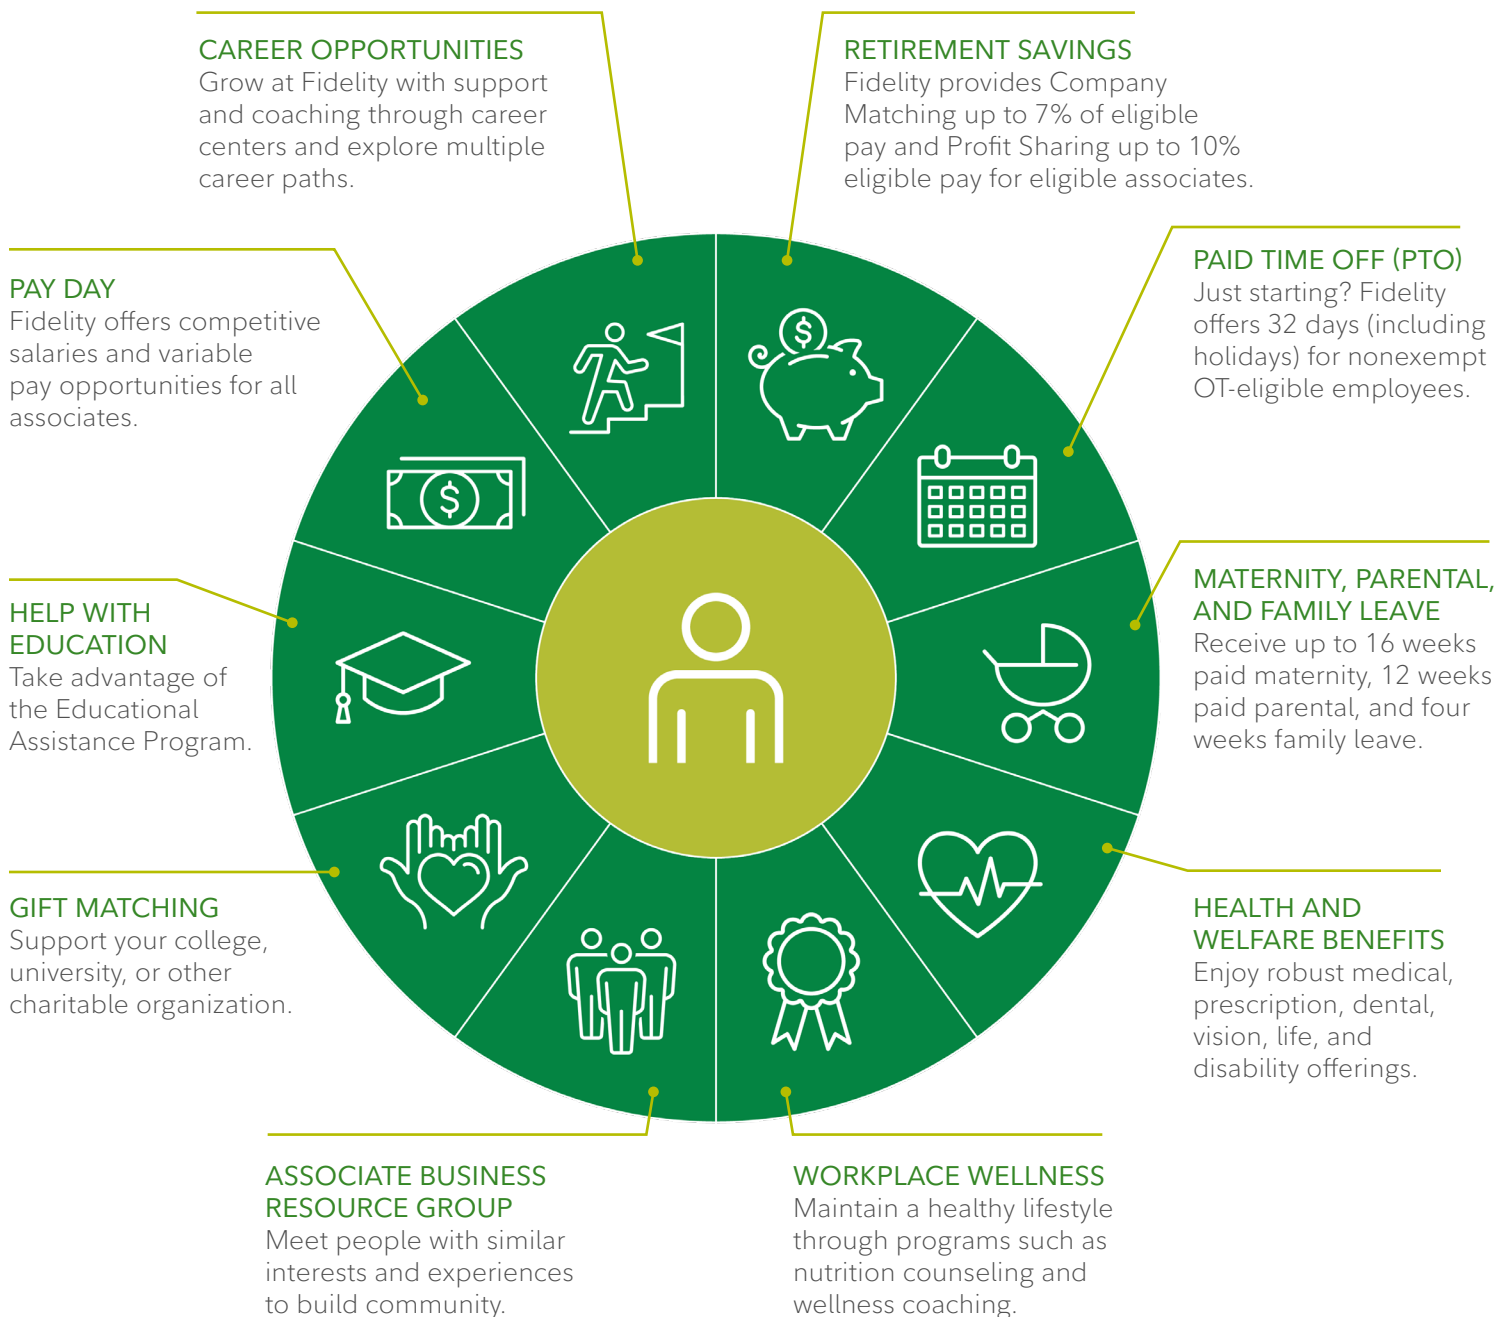 CAREER OPPORTUNITIES
Grow at Fidelity with support
and coaching through career
centers and explore multiple
career paths.
RETIREMENT SAVINGS
Fidelity provides Company
Matching up to 7% of eligible
pay and Profit Sharing up to 10%
eligible pay for eligible associates.
PAY DAY
Fidelity offers competitive
salaries and variable
pay opportunities for all
associates.
PAID TIME OFF (PTO)
Just starting? Fidelity
offers 32 days (including
holidays) for nonexempt
OT-eligible employees.
HELP WITH
EDUCATION
Take advantage of
the Educational
Assistance Program.
MATERNITY, PARENTAL,
AND FAMILY LEAVE
Receive up to 16 weeks
paid maternity, 12 weeks
paid parental, and four
weeks family leave.
GIFT MATCHING
Support your college,
university, or other
charitable organization.
HEALTH AND
WELFARE BENEFITS
Enjoy robust medical,
prescription, dental,
vision, life, and
disability offerings.
ASSOCIATE BUSINESS
RESOURCE GROUP
Meet people with similar
interests and experiences
to build community.
WORKPLACE WELLNESS
Maintain a healthy lifestyle
through programs such as
nutrition counseling and
wellness coaching.